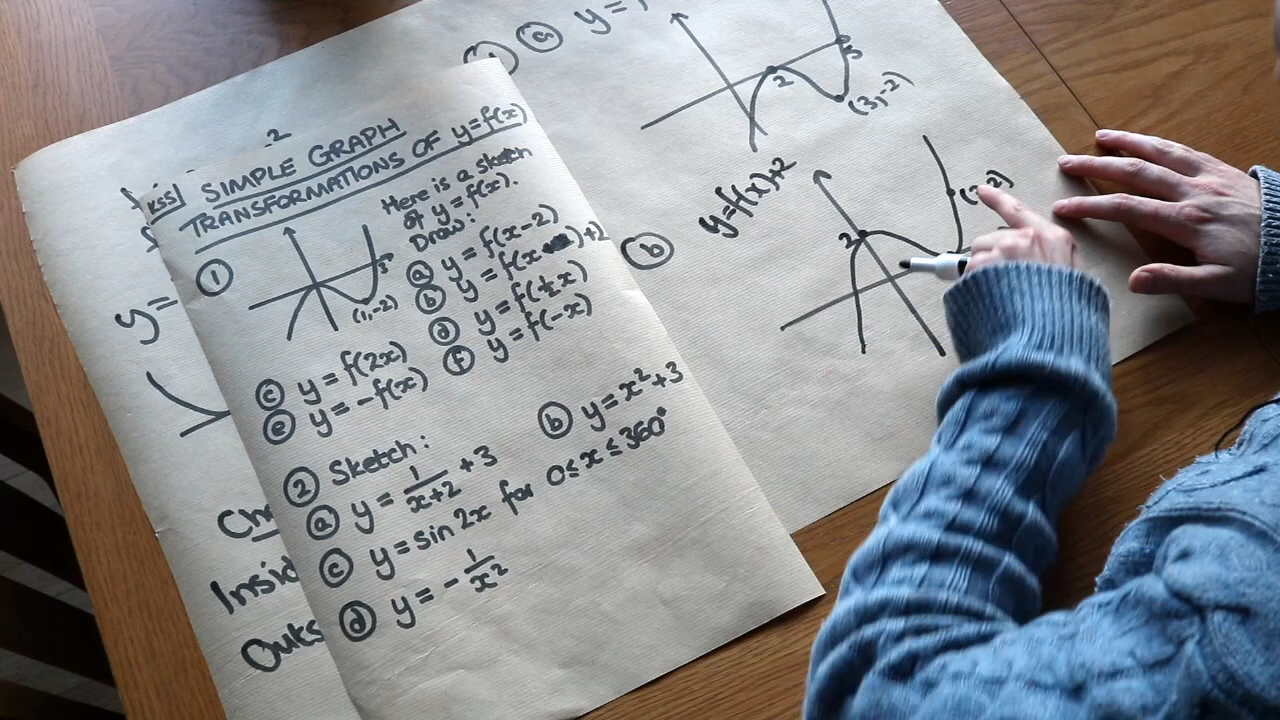 KS5
SIMPLE GRAPH
TRANSFORMATIONS OF y=f(x)
①
3
(1,-2)
Here is a sketch
of y=f(x).
Draw:
ⓐ y = f(x-2)
ⓑ y = f(x)+2
ⓓ y = f(½x)
ⓕ y = f(-x)
ⓒ y = f(2x)
ⓔ y = -f(x)
② Sketch:
ⓐ y = 1/(x+2) + 3
ⓑ y = x²+3
ⓒ y = sin 2x for 0≤x≤360°
ⓓ y = - 1/x²
2
y=
Insid
Outs
ⓐ y=
2
5
(3,-2)
ⓑ
y=f(x)+2
2